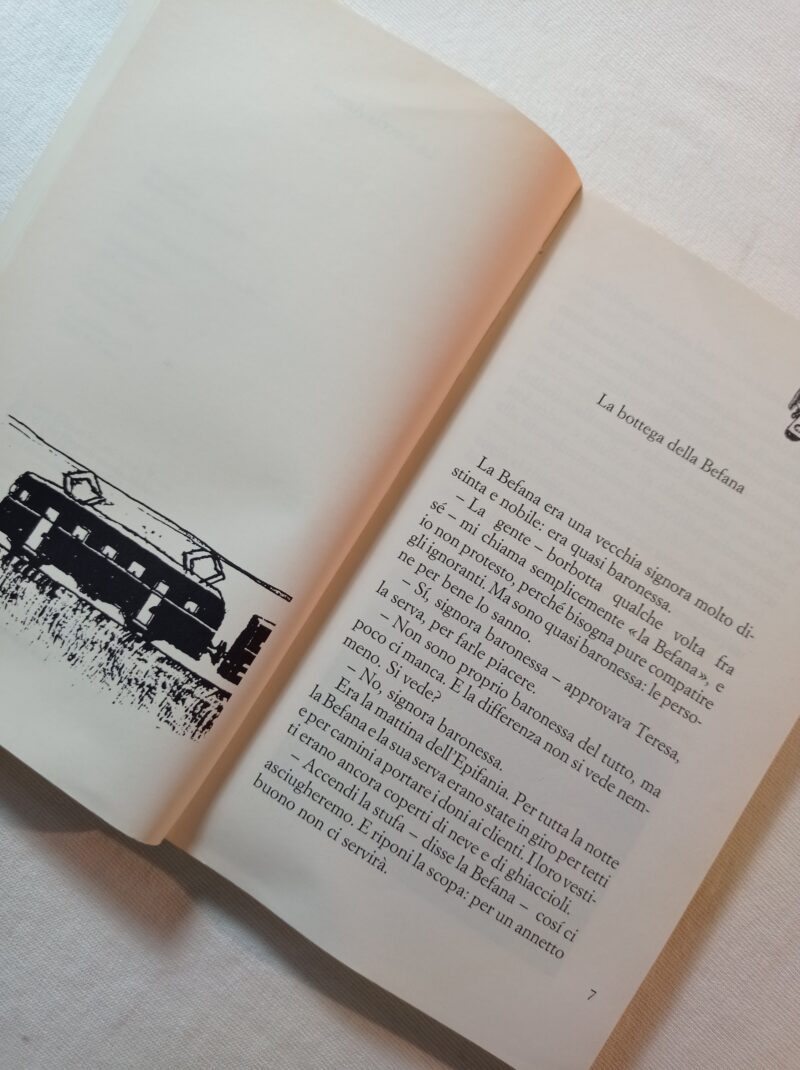 La bottega della Befana
La Befana era una vecchia signora molto di-
stinta e nobile: era quasi baronessa.
– La gente – borbotta qualche volta fra
sé – mi chiama semplicemente «la Befana», e
io non protesto, perché bisogna pure compatire
gli ignoranti. Ma sono quasi baronessa: le perso-
ne per bene lo sanno.
– Sí, signora baronessa – approvava Teresa,
la serva, per farle piacere.
– Non sono proprio baronessa del tutto, ma
poco ci manca. E la differenza non si vede nem-
meno. Si vede?
– No, signora baronessa.
Era la mattina dell'Epifania. Per tutta la notte
la Befana e la sua serva erano state in giro per tetti
e per camini a portare i doni ai clienti. I loro vesti-
ti erano ancora coperti di neve e di ghiaccioli.
– Accendi la stufa – disse la Befana – cosí ci
asciugheremo. E riponi la scopa: per un annetto
buono non ci servirà.
7